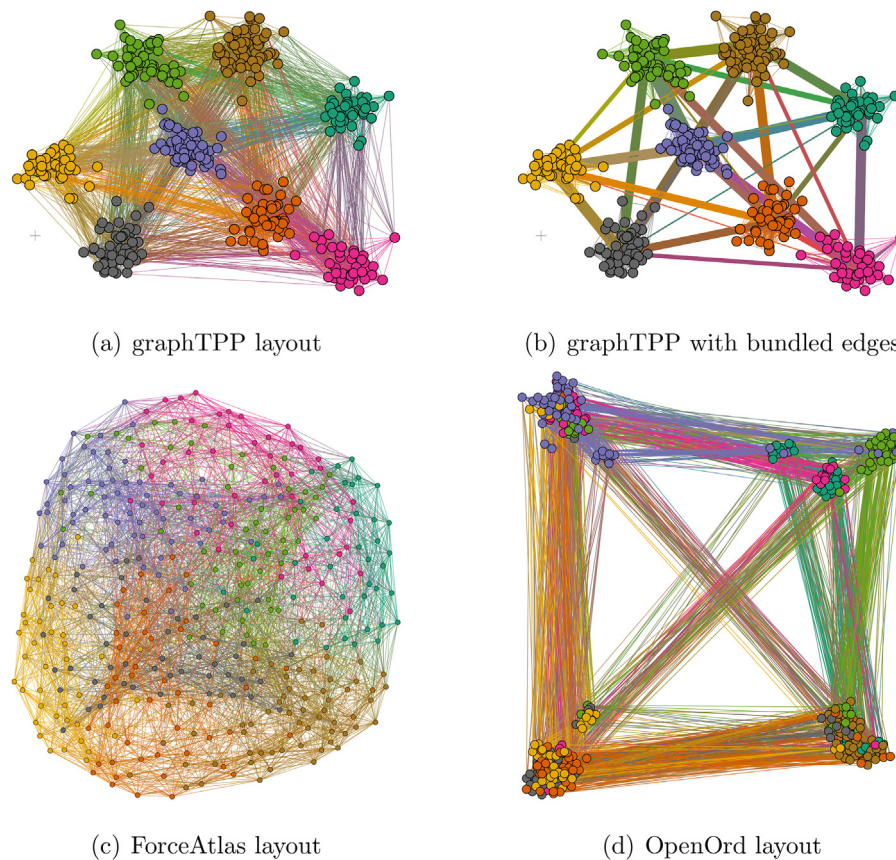 (a) graphTPP layout
(b) graphTPP with bundled edges
(c) ForceAtlas layout
(d) OpenOrd layout